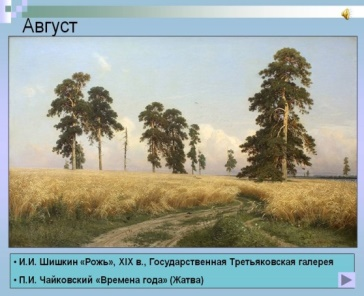 Август
• И.И. Шишкин «Рожь», XIX в., Государственная Третьяковская галерея
• П.И. Чайковский «Времена года» (Жатва)